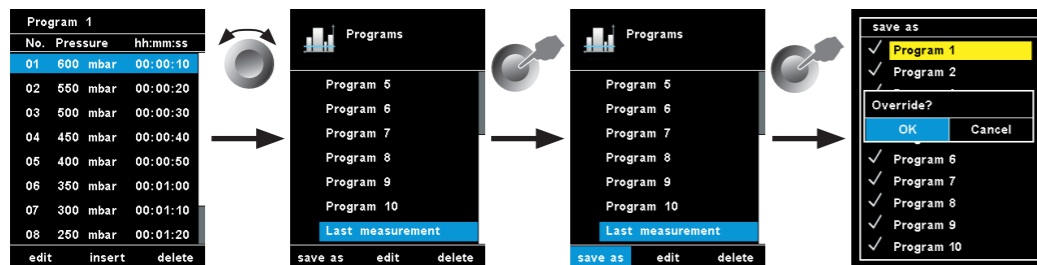 Program 1
No. Pressure hh:mm:ss
01 600 mbar 00:00:10
02 550 mbar 00:00:20
03 500 mbar 00:00:30
04 450 mbar 00:00:40
05 400 mbar 00:00:50
06 350 mbar 00:01:00
07 300 mbar 00:01:10
08 250 mbar 00:01:20
edit insert delete
Programs
Program 5
Program 6
Program 7
Program 8
Program 9
Program 10
Last measurement
save as edit delete
Programs
Program 5
Program 6
Program 7
Program 8
Program 9
Program 10
Last measurement
save as edit delete
save as
Program 1
Program 2
Override?
OK Cancel
Program 6
Program 7
Program 8
Program 9
Program 10